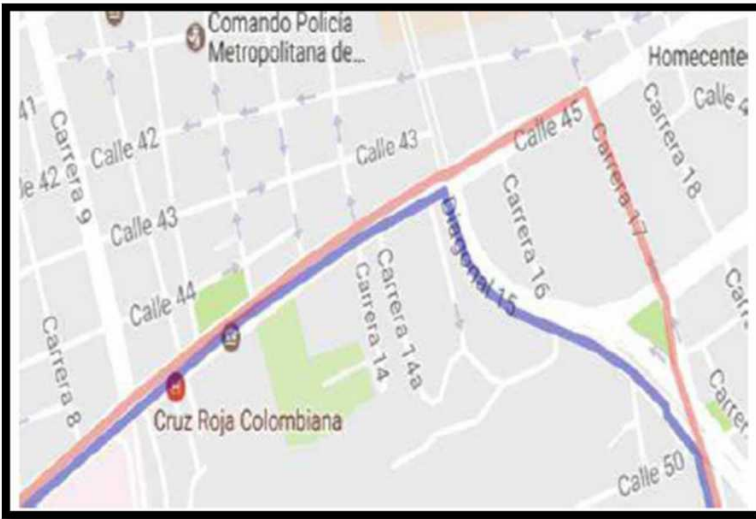 Comando Policía
Metropolitana de...
Homecente
41
Carrera 9
Calle 42
Calle 43
Calle 45
Calle 4
Carrera 18
le 42
Calle 43
Carrera 17
Carrera 16
Diagonal 15
Calle 44
Carrera 14
Carrera 14a
Carrera 8
Cruz Roja Colombiana
Carr
Carrer
Calle 50